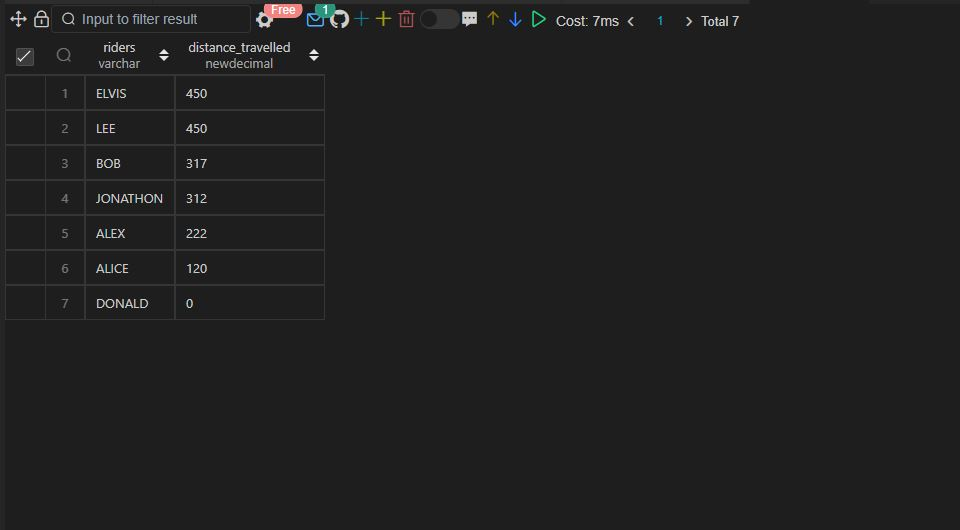 Input to filter result Free 1 Cost: 7ms 1 Total 7
riders distance_travelled
varchar newdecimal
1 ELVIS 450
2 LEE 450
3 BOB 317
4 JONATHON 312
5 ALEX 222
6 ALICE 120
7 DONALD 0